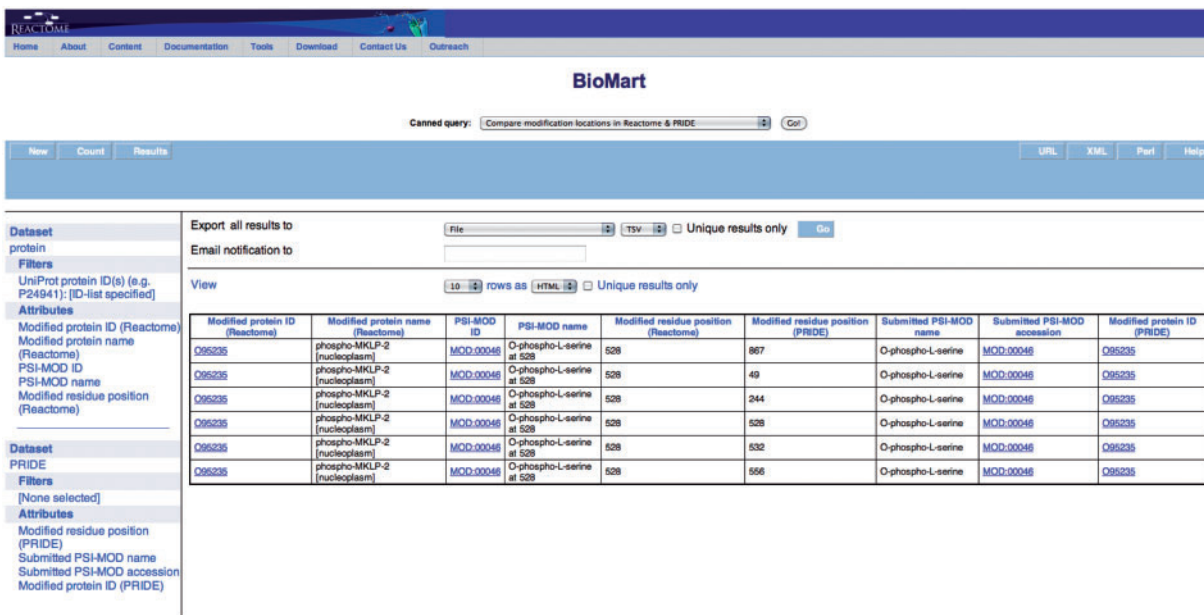 REACTOME
Home About Content Documentation Tools Download Contact Us Outreach
BioMart
Canned query: Compare modification locations in Reactome & PRIDE Go!
New Count Results URL XML Perl Help
Dataset
protein
Filters
UniProt protein ID(s) (e.g.
P24941): [ID-list specified]
Attributes
Modified protein ID (Reactome)
Modified protein name
(Reactome)
PSI-MOD ID
PSI-MOD name
Modified residue position
(Reactome)
Dataset
PRIDE
Filters
[None selected]
Attributes
Modified residue position
(PRIDE)
Submitted PSI-MOD name
Submitted PSI-MOD accession
Modified protein ID (PRIDE)
Export all results to File TSV Unique results only Go
Email notification to
View 10 rows as HTML Unique results only
Modified protein ID (Reactome) Modified protein name (Reactome) PSI-MOD ID PSI-MOD name Modified residue position (Reactome) Modified residue position (PRIDE) Submitted PSI-MOD name Submitted PSI-MOD accession Modified protein ID (PRIDE)
O95235 phospho-MKLP-2 [nucleoplasm] MOD:00046 O-phospho-L-serine at 528 528 867 O-phospho-L-serine MOD:00046 O95235
O95235 phospho-MKLP-2 [nucleoplasm] MOD:00046 O-phospho-L-serine at 528 528 49 O-phospho-L-serine MOD:00046 O95235
O95235 phospho-MKLP-2 [nucleoplasm] MOD:00046 O-phospho-L-serine at 528 528 244 O-phospho-L-serine MOD:00046 O95235
O95235 phospho-MKLP-2 [nucleoplasm] MOD:00046 O-phospho-L-serine at 528 528 528 O-phospho-L-serine MOD:00046 O95235
O95235 phospho-MKLP-2 [nucleoplasm] MOD:00046 O-phospho-L-serine at 528 528 532 O-phospho-L-serine MOD:00046 O95235
O95235 phospho-MKLP-2 [nucleoplasm] MOD:00046 O-phospho-L-serine at 528 528 556 O-phospho-L-serine MOD:00046 O95235